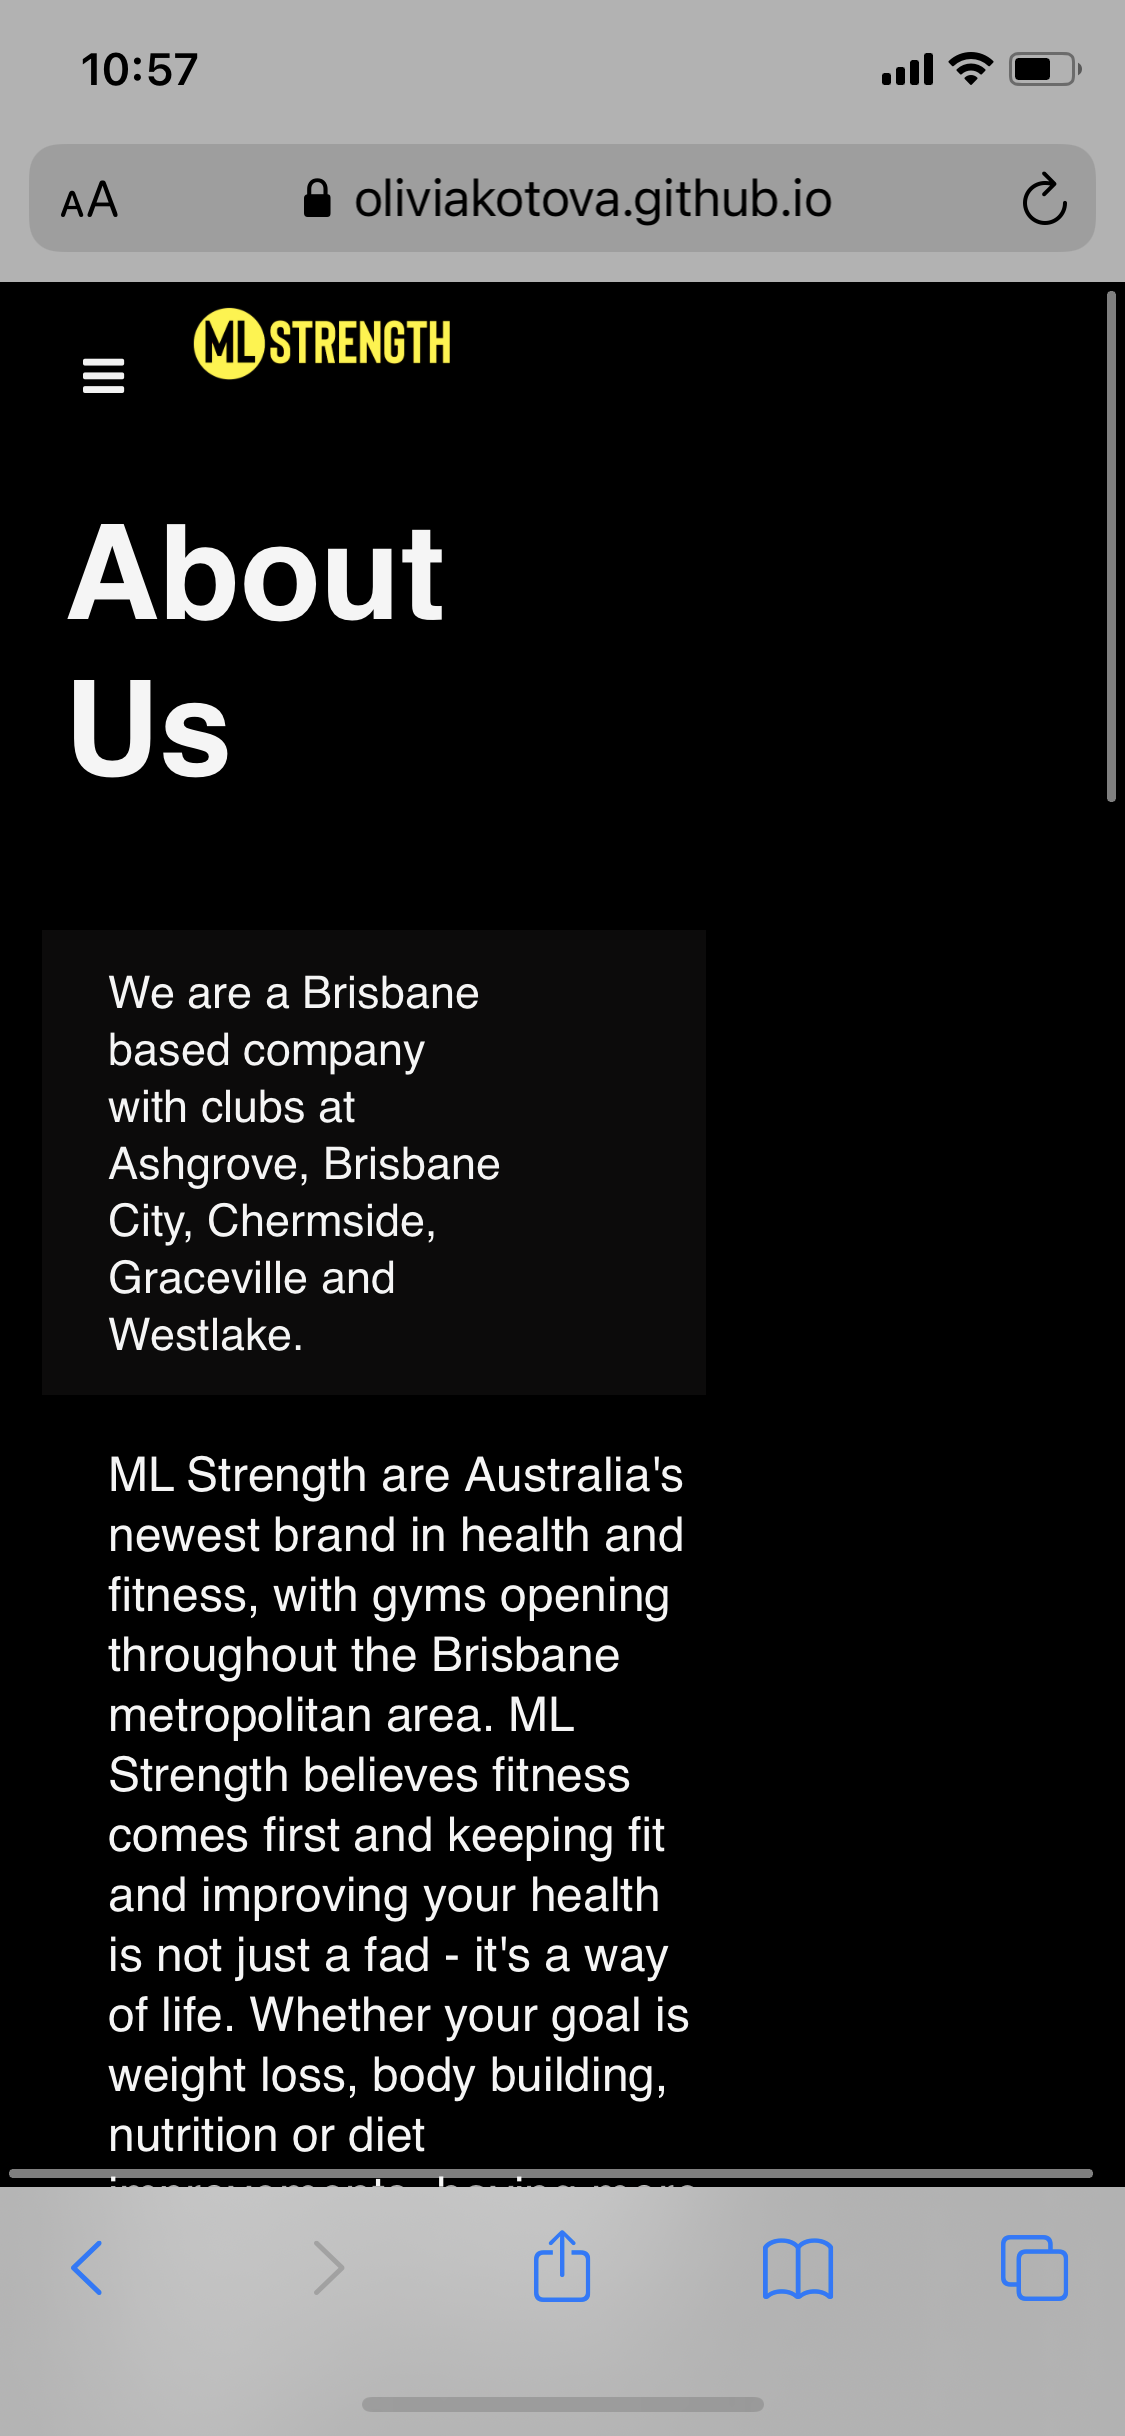 10:57
AA oliviakotova.github.io
ML STRENGTH
About
Us
We are a Brisbane
based company
with clubs at
Ashgrove, Brisbane
City, Chermside,
Graceville and
Westlake.
ML Strength are Australia's
newest brand in health and
fitness, with gyms opening
throughout the Brisbane
metropolitan area. ML
Strength believes fitness
comes first and keeping fit
and improving your health
is not just a fad - it's a way
of life. Whether your goal is
weight loss, body building,
nutrition or diet